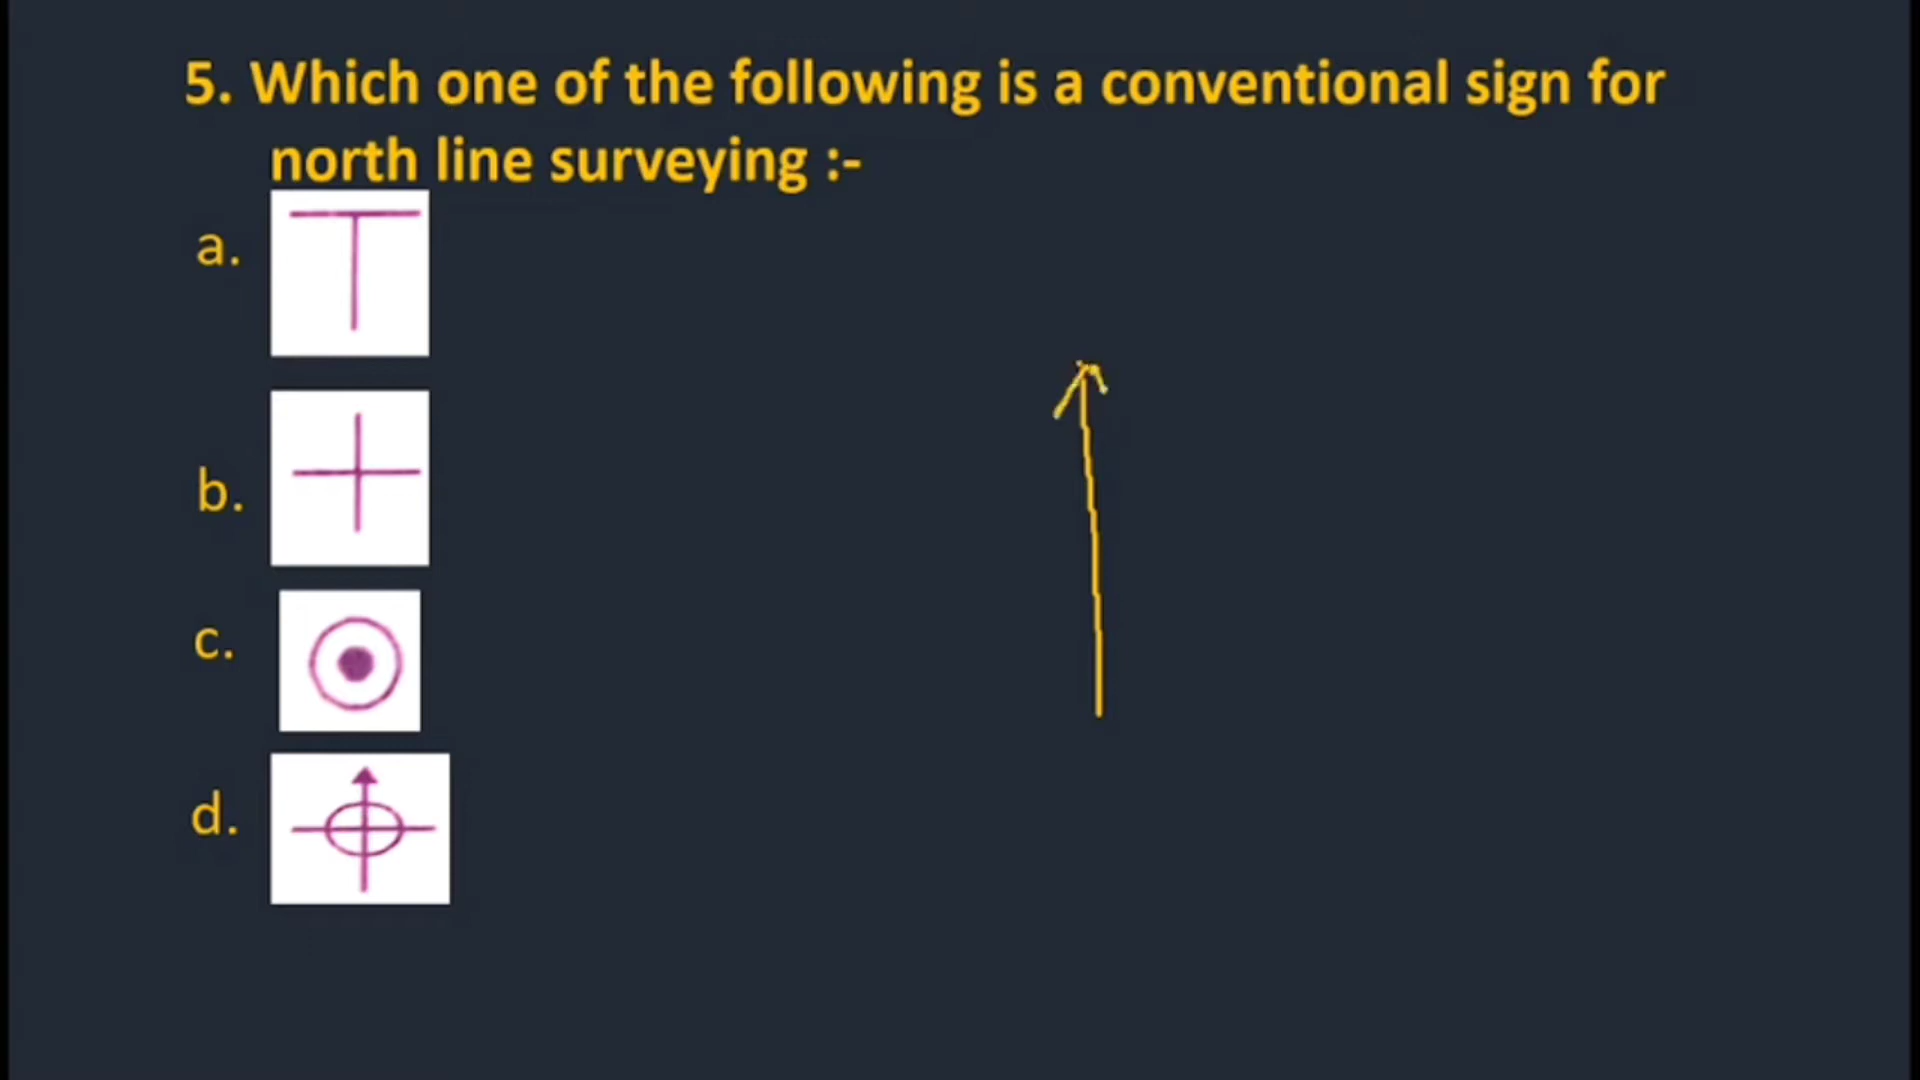 5. Which one of the following is a conventional sign for
north line surveying :-
a.
b.
c.
d.